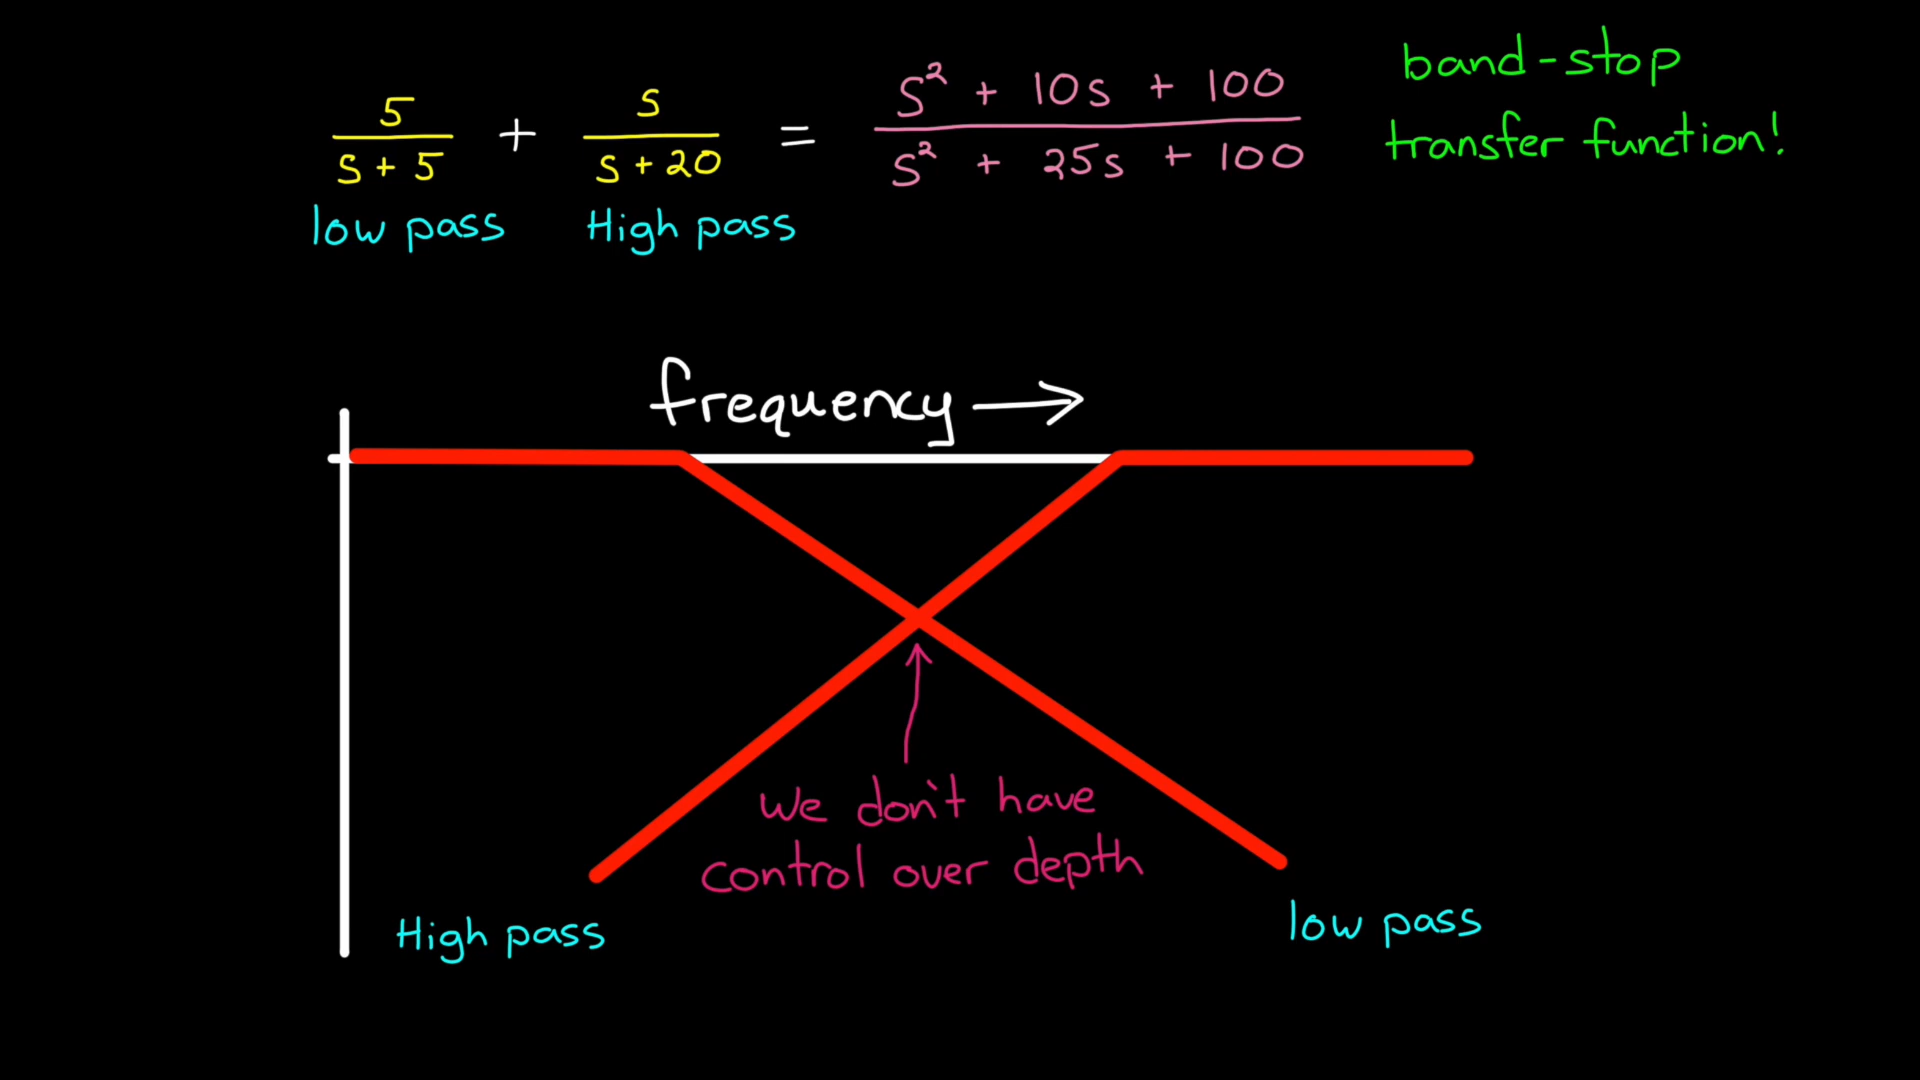 5/(s + 5) + s/(s + 20) = (s² + 10s + 100)/(s² + 25s + 100)
band-stop
transfer function!
low pass
High pass
frequency →
We don't have
control over depth
High pass
low pass